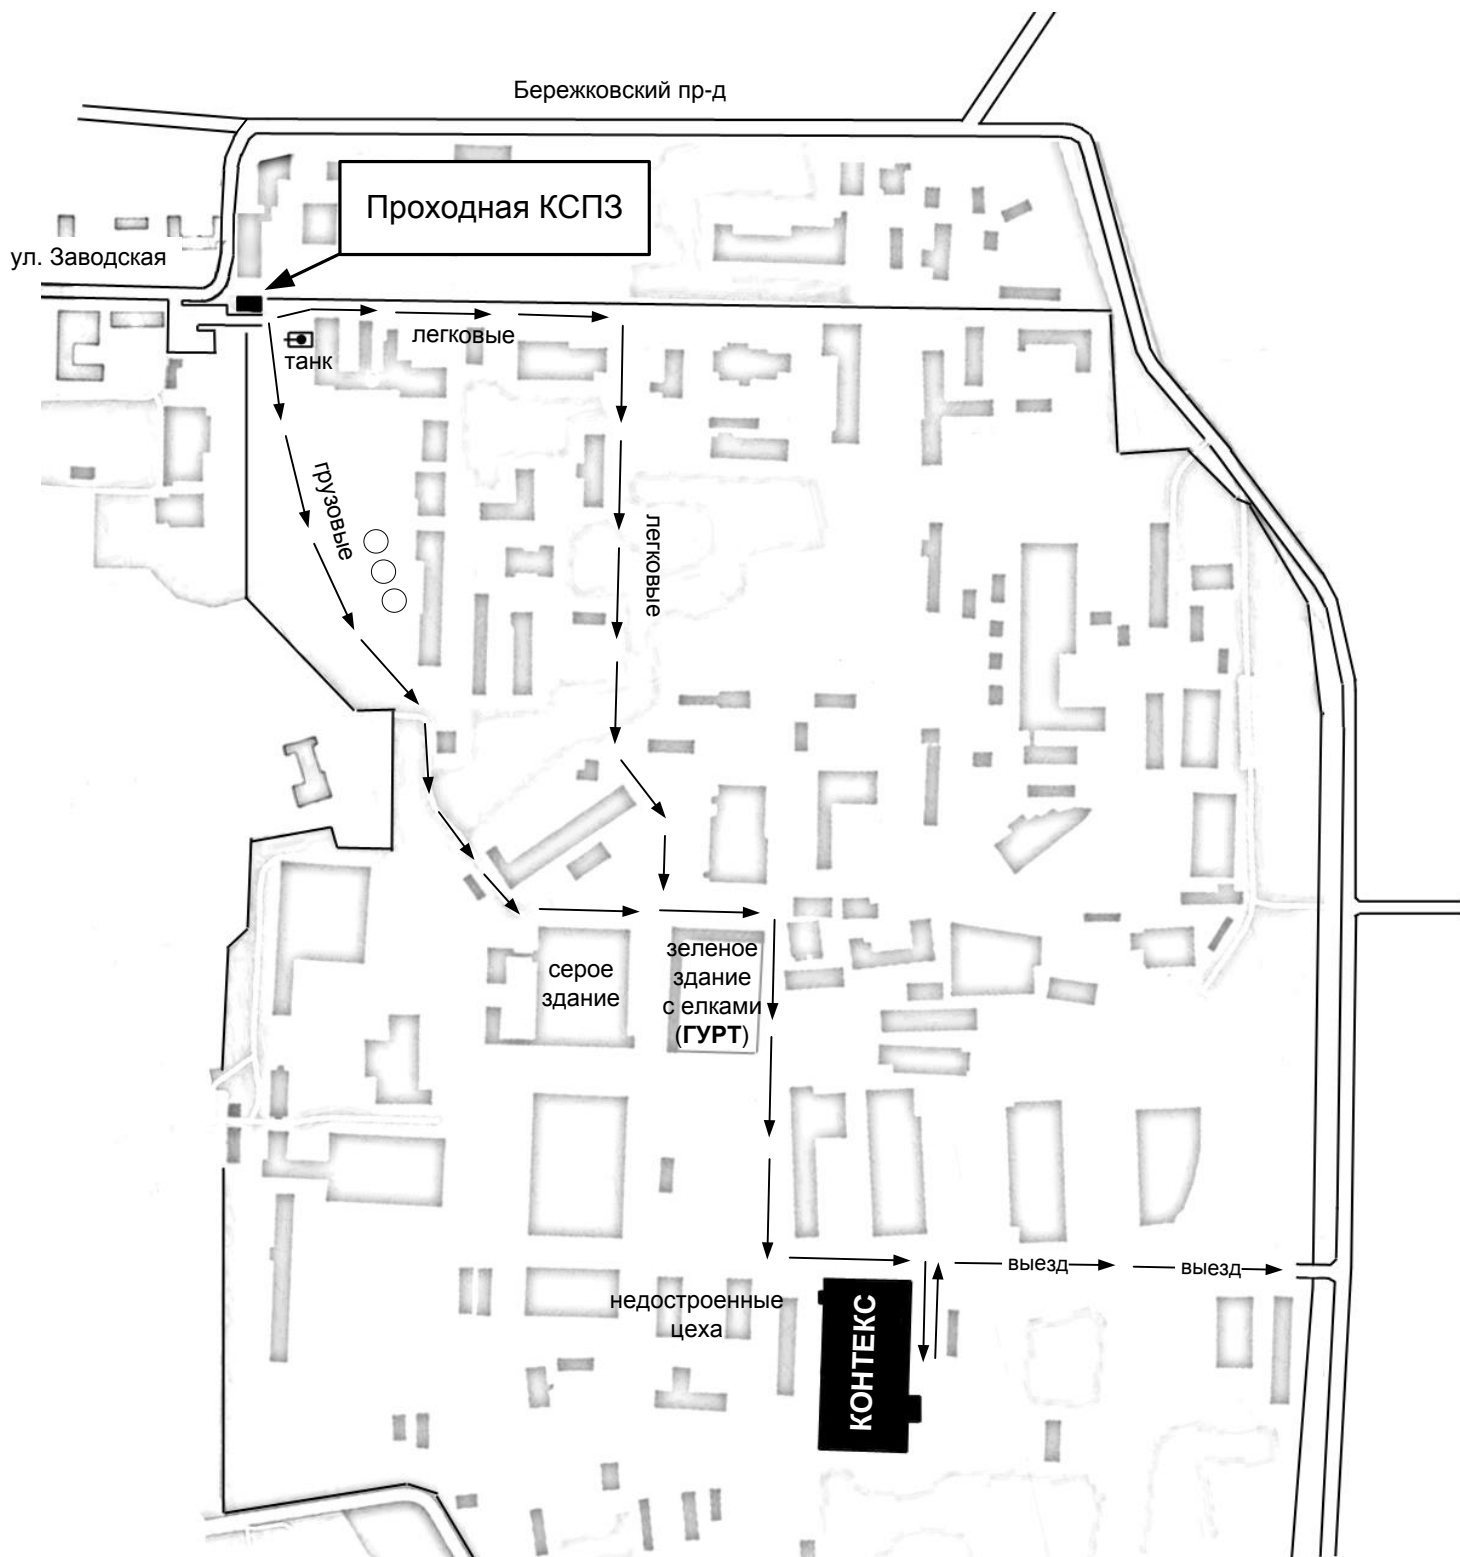 Бережковский пр-д
Проходная КСПЗ
ул. Заводская
легковые
танк
грузовые
легковые
серое
здание
зеленое
здание
с елками
(ГУРТ)
выезд
выезд
недостроенные
цеха
КОНТЕКС